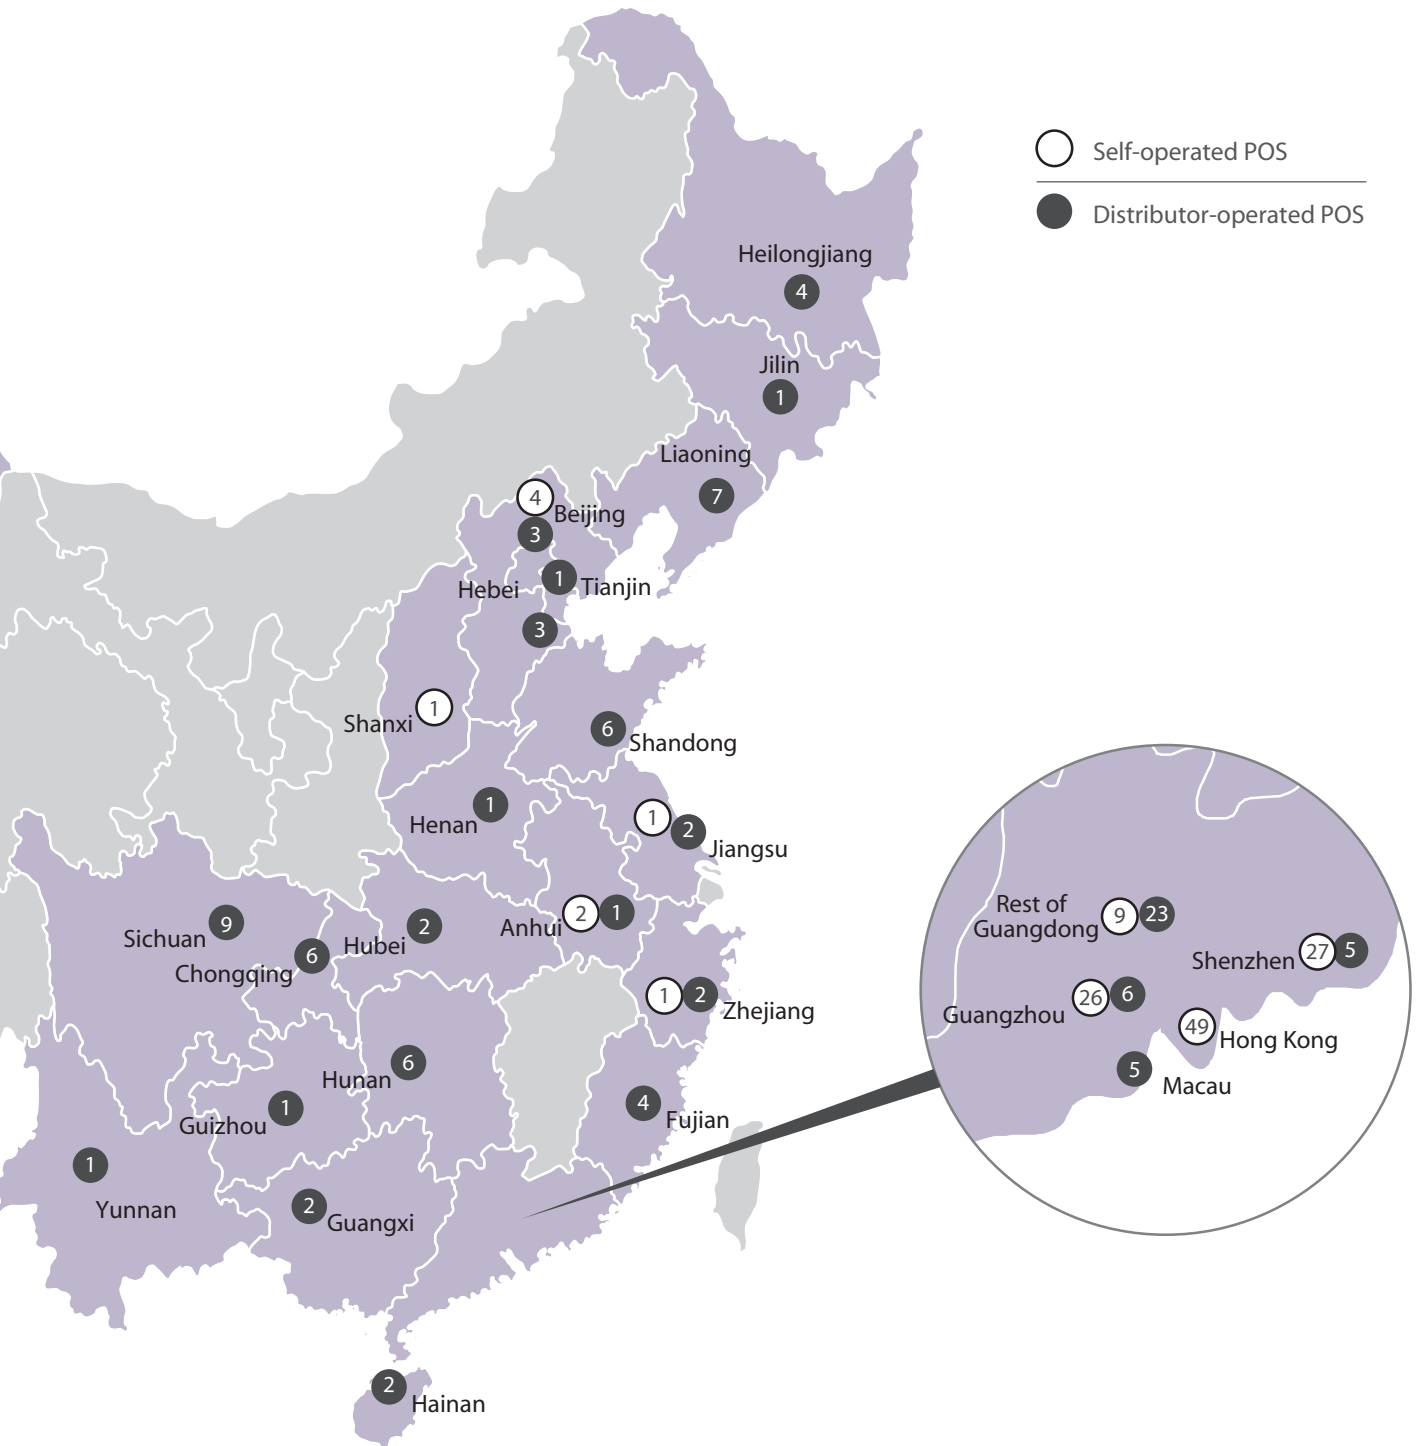 Self-operated POS
Distributor-operated POS
Heilongjiang
4
Jilin
1
Liaoning
7
4
Beijing
3
1 Tianjin
Hebei
3
1
Shanxi
6
Shandong
1
Henan
1 2
Jiangsu
9
Sichuan
6
Chongqing
2
Hubei
2 1
Anhui
1 2
Zhejiang
6
Hunan
1
Guizhou
4
Fujian
1
Yunnan
2
Guangxi
2
Hainan
Rest of
Guangdong
9 23
27 5
Shenzhen
26 6
Guangzhou
49
Hong Kong
5
Macau